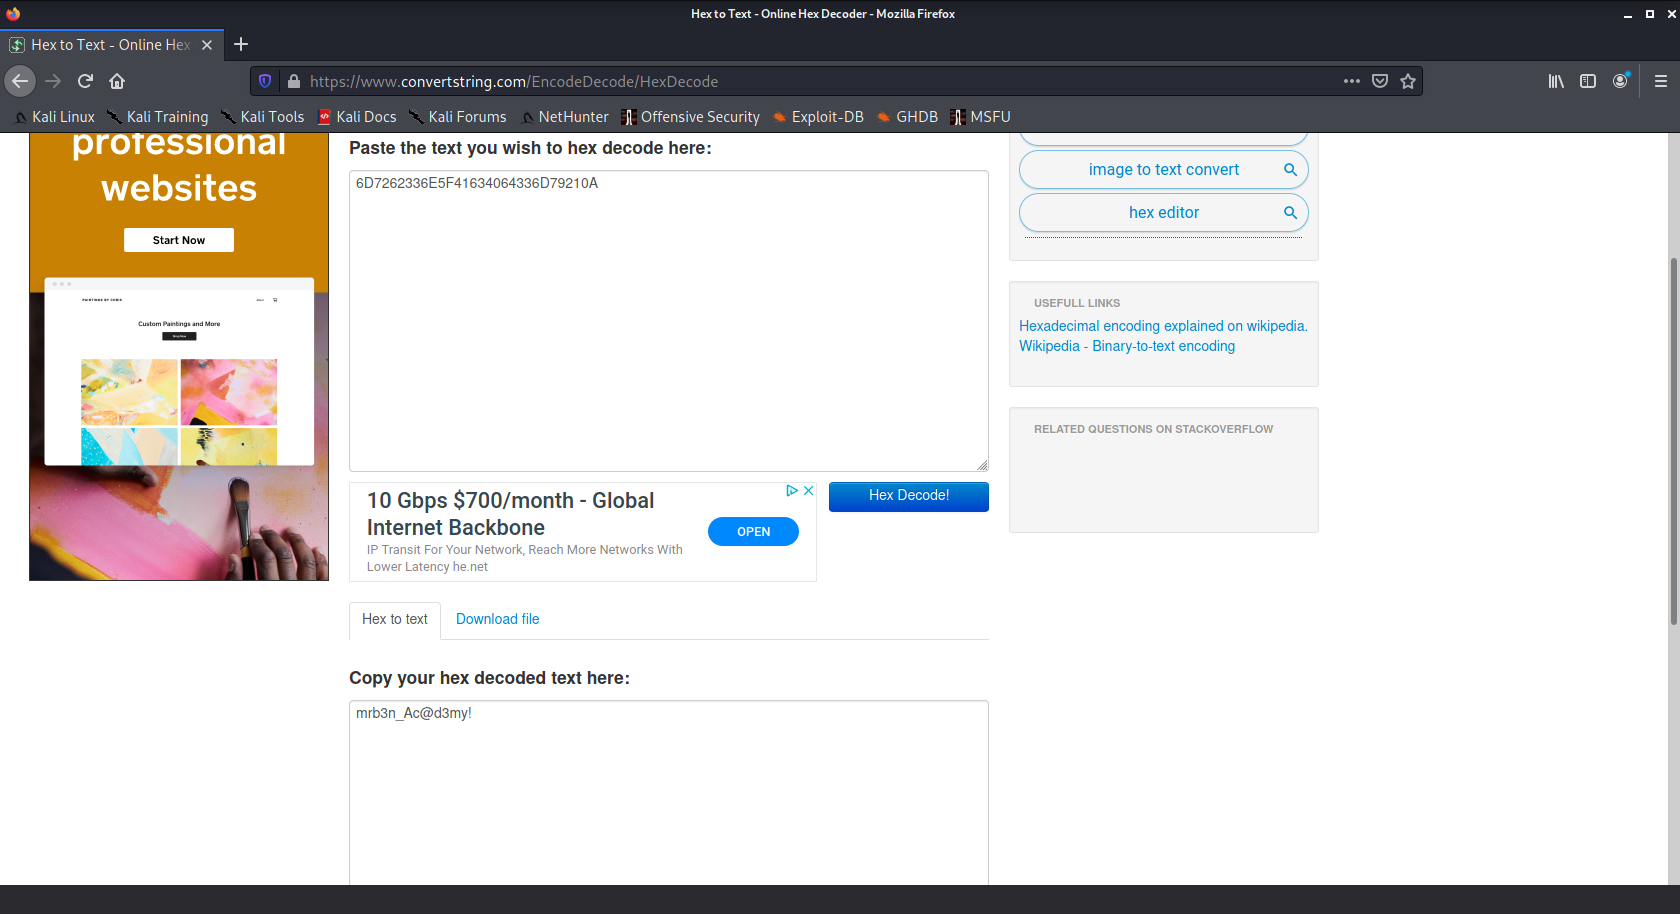 Hex to Text - Online Hex Decoder - Mozilla Firefox
Hex to Text - Online Hex
https://www.convertstring.com/EncodeDecode/HexDecode
Kali Linux Kali Training Kali Tools Kali Docs Kali Forums NetHunter Offensive Security Exploit-DB GHDB MSFU
professional
websites
Start Now
PAINTINGS BY CHRIS
Custom Paintings and More
Paste the text you wish to hex decode here:
6D7262336E5F41634064336D79210A
10 Gbps $700/month - Global
Internet Backbone
IP Transit For Your Network, Reach More Networks With
Lower Latency he.net
OPEN
Hex Decode!
Hex to text
Download file
Copy your hex decoded text here:
mrb3n_Ac@d3my!
image to text convert
hex editor
USEFULL LINKS
Hexadecimal encoding explained on wikipedia.
Wikipedia - Binary-to-text encoding
RELATED QUESTIONS ON STACKOVERFLOW